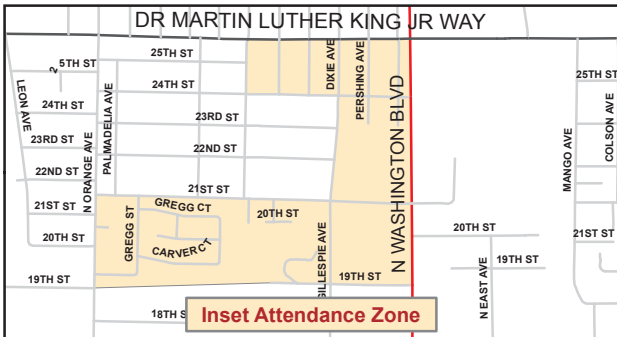 DR MARTIN LUTHER KING JR WAY
25TH ST
5TH ST
2
24TH ST
DIXIE AVE
PERSHING AVE
N WASHINGTON BLVD
25TH ST
LEON AVE
24TH ST
PALMADELIA AVE
23RD ST
MANGO AVE
COLSON AVE
23RD ST
22ND ST
22ND ST
N ORANGE AVE
21ST ST
21ST ST
GREGG CT
20TH ST
GREGG ST
20TH ST
CARVER CT
GILLESPIE AVE
20TH ST
21ST ST
19TH ST
19TH ST
N EAST AVE
19TH ST
18TH ST
Inset Attendance Zone